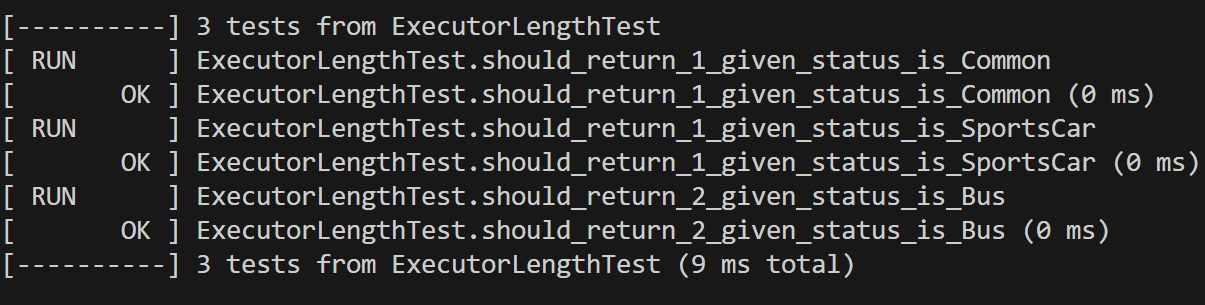 [----------] 3 tests from ExecutorLengthTest
[ RUN      ] ExecutorLengthTest.should_return_1_given_status_is_Common
[       OK ] ExecutorLengthTest.should_return_1_given_status_is_Common (0 ms)
[ RUN      ] ExecutorLengthTest.should_return_1_given_status_is_SportsCar
[       OK ] ExecutorLengthTest.should_return_1_given_status_is_SportsCar (0 ms)
[ RUN      ] ExecutorLengthTest.should_return_2_given_status_is_Bus
[       OK ] ExecutorLengthTest.should_return_2_given_status_is_Bus (0 ms)
[----------] 3 tests from ExecutorLengthTest (9 ms total)